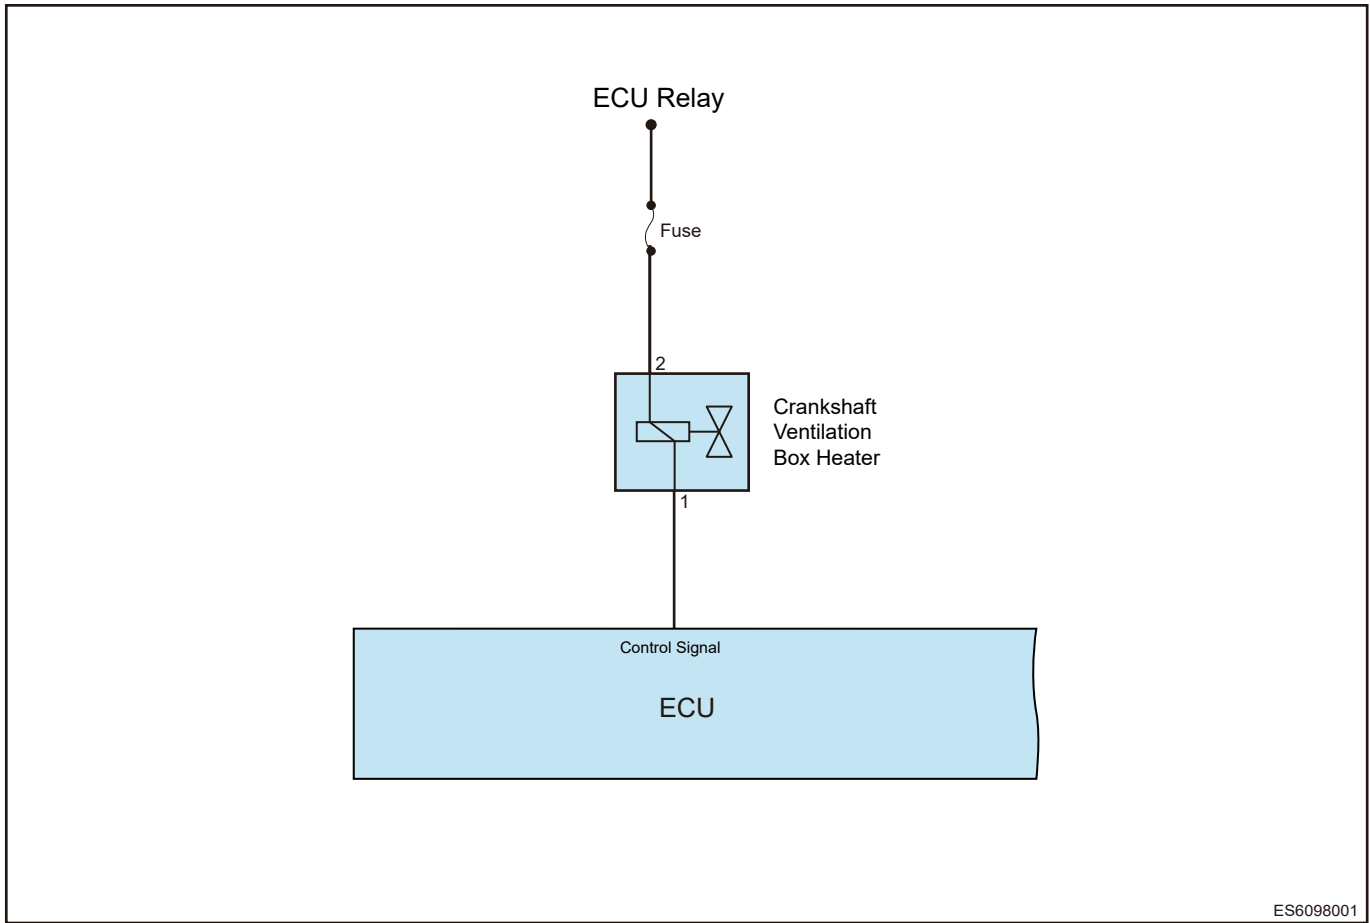 ECU Relay
Fuse
2
Crankshaft
Ventilation
Box Heater
1
Control Signal
ECU
ES6098001